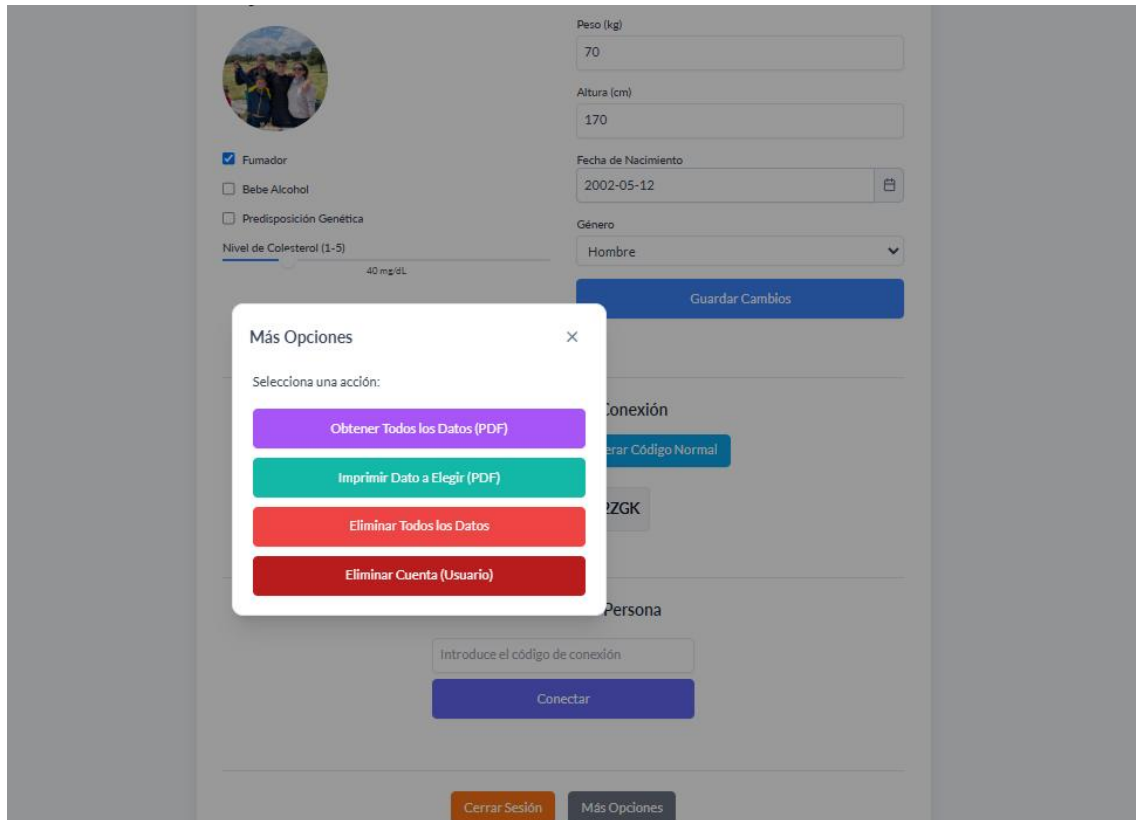 Peso (kg)
70
Altura (cm)
170
Fumador
Bebe Alcohol
Predisposición Genética
Nivel de Colesterol (1-5)
40 mg/dL
Fecha de Nacimiento
2002-05-12
Género
Hombre
Guardar Cambios
Más Opciones
Selecciona una acción:
Obtener Todos los Datos (PDF)
Imprimir Dato a Elegir (PDF)
Eliminar Todos los Datos
Eliminar Cuenta (Usuario)
Conexión
Código Normal
ZGK
Persona
Introduce el código de conexión
Conectar
Cerrar Sesión
Más Opciones